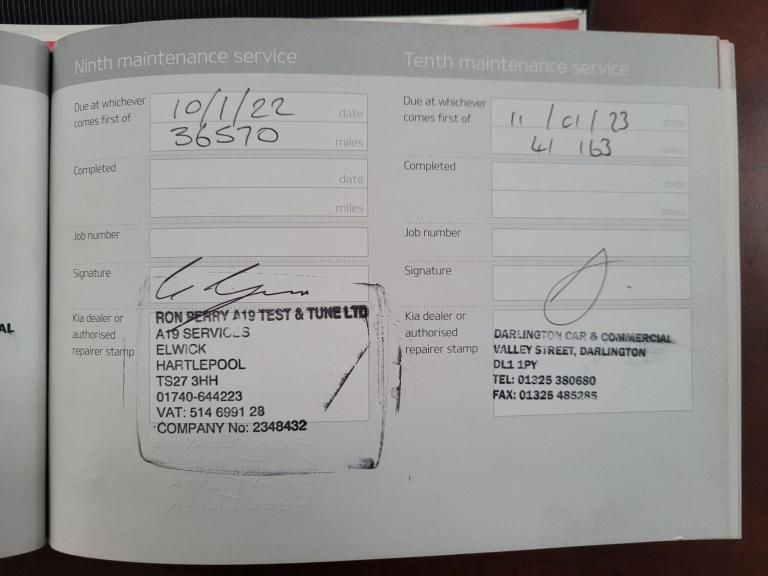 Ninth maintenance service
Due at whichever
comes first of
10/1/22 date
36570 miles
Completed
date
miles
Job number
Signature
Kia dealer or
authorised
repairer stamp
RON PERRY A19 TEST & TUNE LTD
A19 SERVICES
ELWICK
HARTLEPOOL
TS27 3HH
01740-644223
VAT: 514 6991 28
COMPANY No: 2348432
Tenth maintenance service
Due at whichever
comes first of
11/01/23 date
41 163 miles
Completed
date
miles
Job number
Signature
Kia dealer or
authorised
repairer stamp
DARLINGTON CAR & COMMERCIAL
VALLEY STREET, DARLINGTON
DL1 1PY
TEL: 01325 380680
FAX: 01325 485285
AL